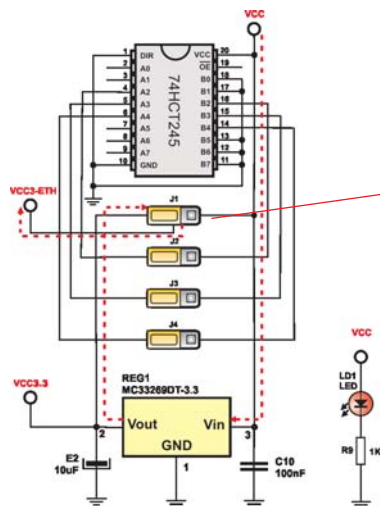 VCC
1 DIR VCC 20
2 A0 OE 19
3 A1 B0 18
4 A2 B1 17
5 A3 B2 16
6 A4 B3 15
7 A5 B4 14
8 A6 B5 13
9 A7 B6 12
10 GND B7 11
74HCT245
VCC3-ETH
J1
J2
J3
J4
VCC
VCC3.3
REG1
MC33269DT-3.3
LD1
LED
Vout Vin
2 3
GND
1
E2
10uF
C10
100nF
R9 1K